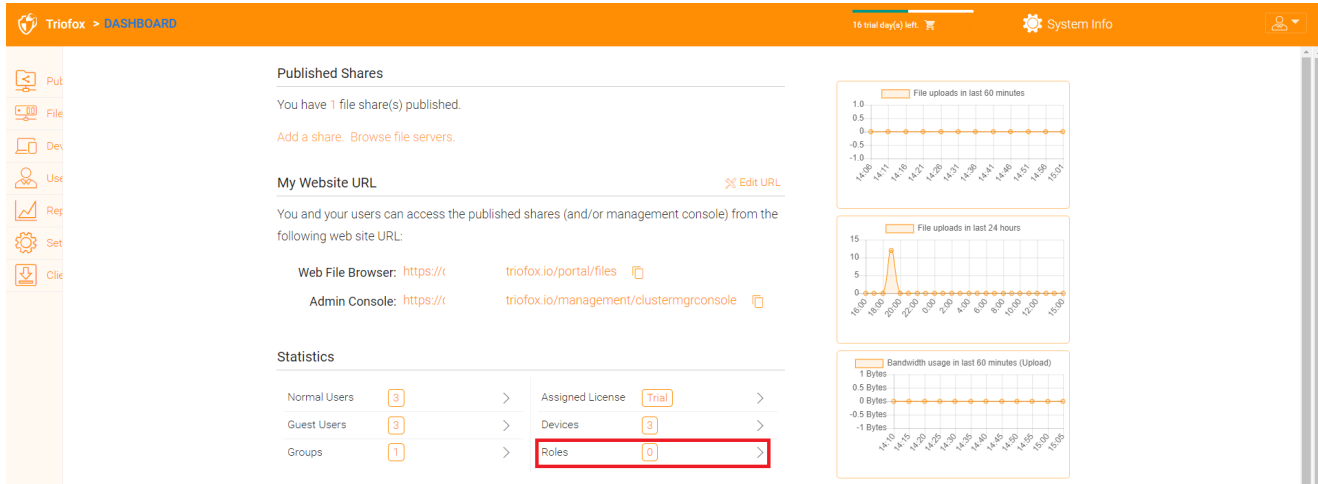 Triofox > DASHBOARD
16 trial day(s) left.
System Info
Pub
File
Dev
Use
Rep
Set
Clie
Published Shares
You have 1 file share(s) published.
Add a share. Browse file servers.
My Website URL
Edit URL
You and your users can access the published shares (and/or management console) from the
following web site URL:
Web File Browser: https:// triofox.io/portal/files
Admin Console: https:// triofox.io/management/clustermgrconsole
Statistics
Normal Users 3
Assigned License Trial
Guest Users 3
Devices 3
Groups 1
Roles 0
File uploads in last 60 minutes
1.0
0.5
0
-0.5
-1.0
14:06 14:11 14:16 14:21 14:26 14:31 14:36 14:41 14:46 14:51 14:56 15:01
File uploads in last 24 hours
15
10
5
0
16:00 18:00 20:00 22:00 0:00 2:00 4:00 6:00 8:00 10:00 12:00 15:00
Bandwidth usage in last 60 minutes (Upload)
1 Bytes
0.5 Bytes
0 Bytes
-0.5 Bytes
-1 Bytes
14:10 14:15 14:20 14:25 14:30 14:35 14:40 14:45 14:50 14:55 15:00 15:05